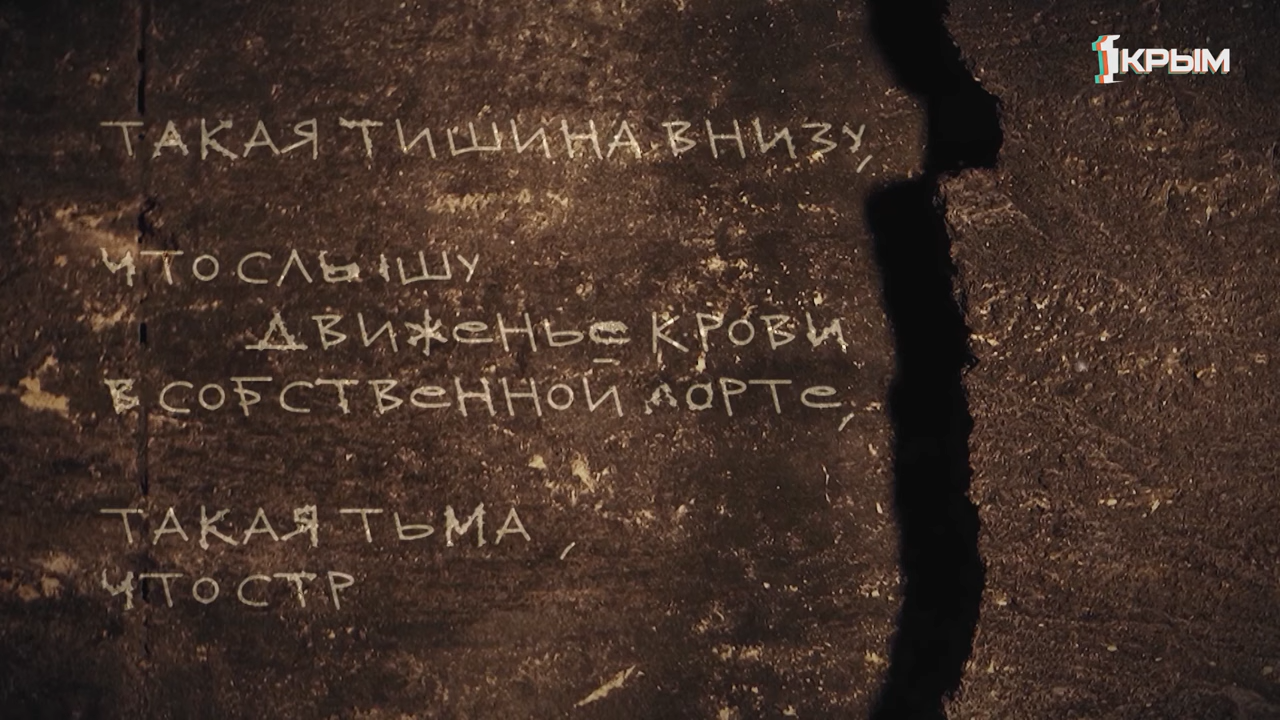 1КРЫМ
ТАКАЯ ТИШИНА ВНИЗУ,
ЧТО СЛЫШУ
ДВИЖЕНЬЕ КРОВИ
В СОБСТВЕННОЙ АОРТЕ,
ТАКАЯ ТЬМА,
ЧТО СТР